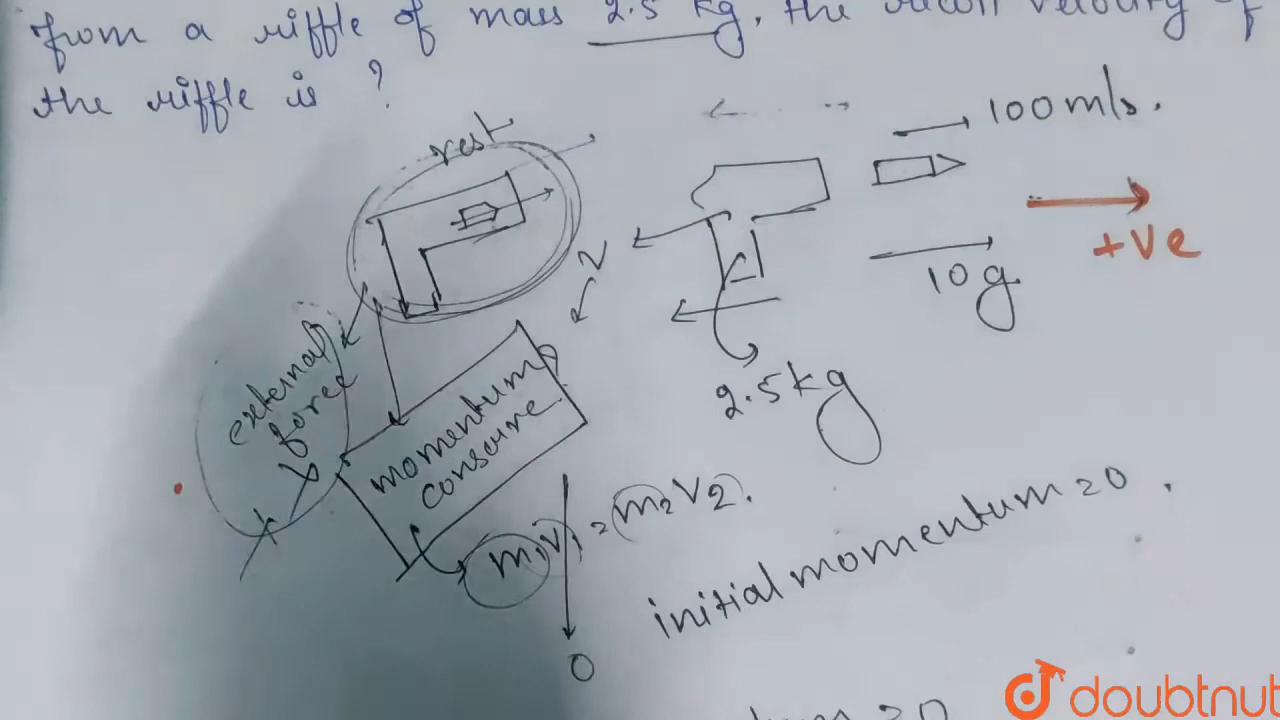 from a riffle of mass 2.5 kg, the recoil velocity of
the riffle is ?
rest
100 m/s.
+ve
10 g
V
2.5 kg
external
force
momentum
conserve
m₁v₁ = m₂v₂.
0
initial momentum = 0
doubtnut